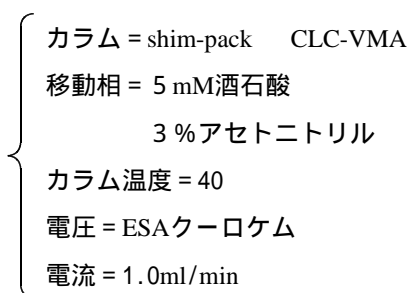 カラム = shim-pack　　CLC-VMA
移動相 = 5 mM酒石酸
3 %アセトニトリル
カラム温度 = 40
電圧 = ESAクーロケム
電流 = 1.0ml/min